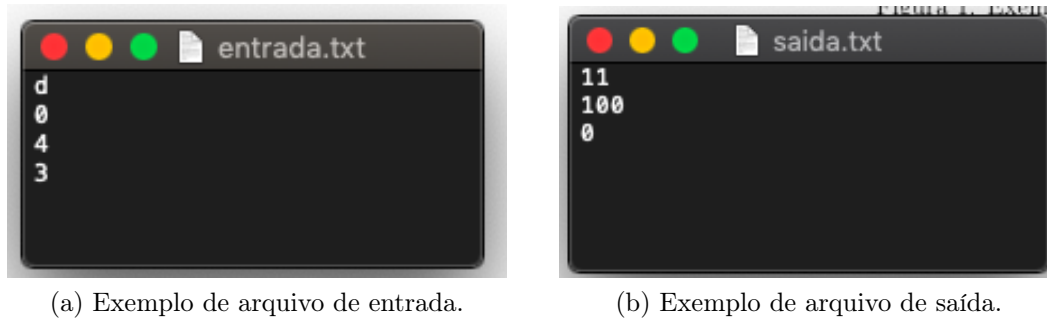 entrada.txt
d
0
4
3
(a) Exemplo de arquivo de entrada.
saida.txt
11
100
0
(b) Exemplo de arquivo de saída.